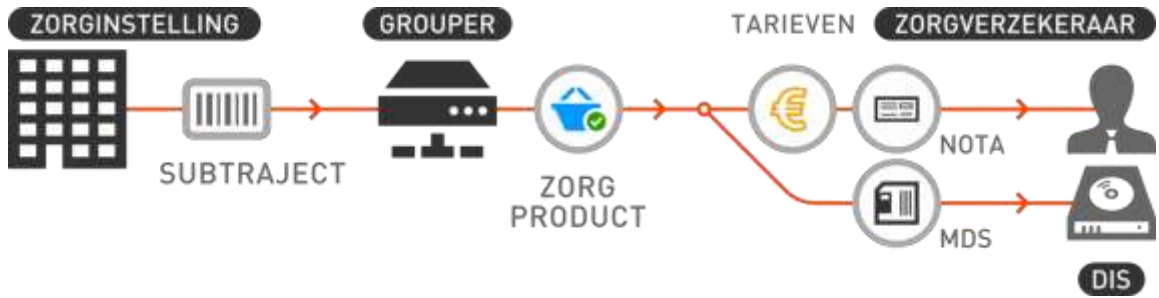 ZORGINSTELLING
GROUPER
TARIEVEN
ZORGVERZEKERAAR
SUBTRAJECT
ZORG
PRODUCT
NOTA
MDS
DIS